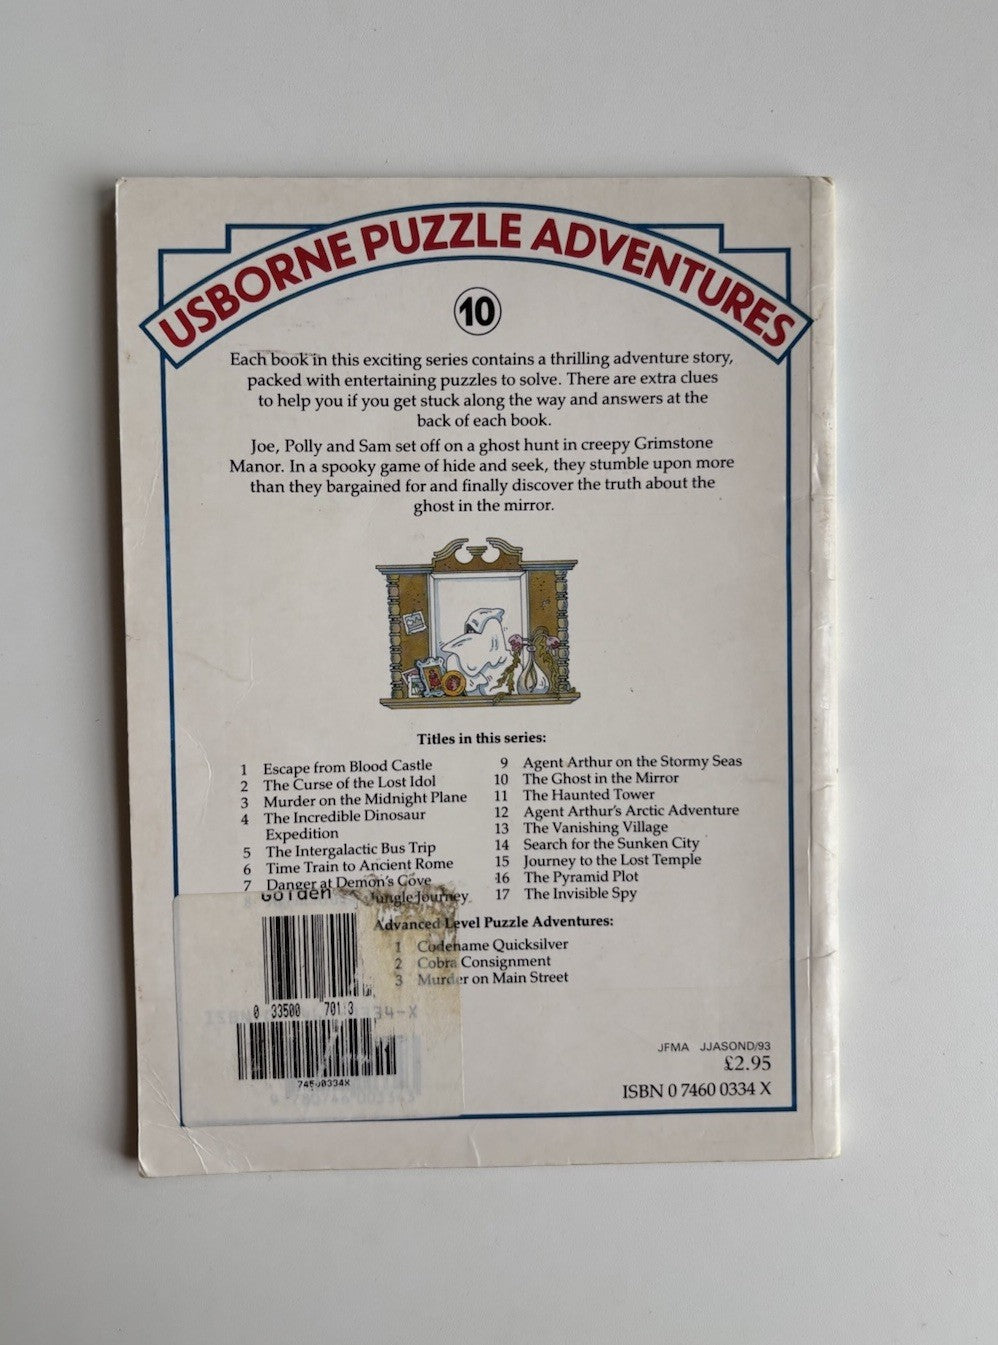 USBORNE PUZZLE ADVENTURES
10
Each book in this exciting series contains a thrilling adventure story,
packed with entertaining puzzles to solve. There are extra clues
to help you if you get stuck along the way and answers at the
back of each book.
Joe, Polly and Sam set off on a ghost hunt in creepy Grimstone
Manor. In a spooky game of hide and seek, they stumble upon more
than they bargained for and finally discover the truth about the
ghost in the mirror.
Titles in this series:
1 Escape from Blood Castle
2 The Curse of the Lost Idol
3 Murder on the Midnight Plane
4 The Incredible Dinosaur
Expedition
5 The Intergalactic Bus Trip
6 Time Train to Ancient Rome
7 Danger at Demon's Cove
8 Jungle Journey
9 Agent Arthur on the Stormy Seas
10 The Ghost in the Mirror
11 The Haunted Tower
12 Agent Arthur's Arctic Adventure
13 The Vanishing Village
14 Search for the Sunken City
15 Journey to the Lost Temple
16 The Pyramid Plot
17 The Invisible Spy
Advanced Level Puzzle Adventures:
1 Codename Quicksilver
2 Cobra Consignment
3 Murder on Main Street
Golden
0 33500
JFMA JJASOND/93
£2.95
ISBN 0 7460 0334 X